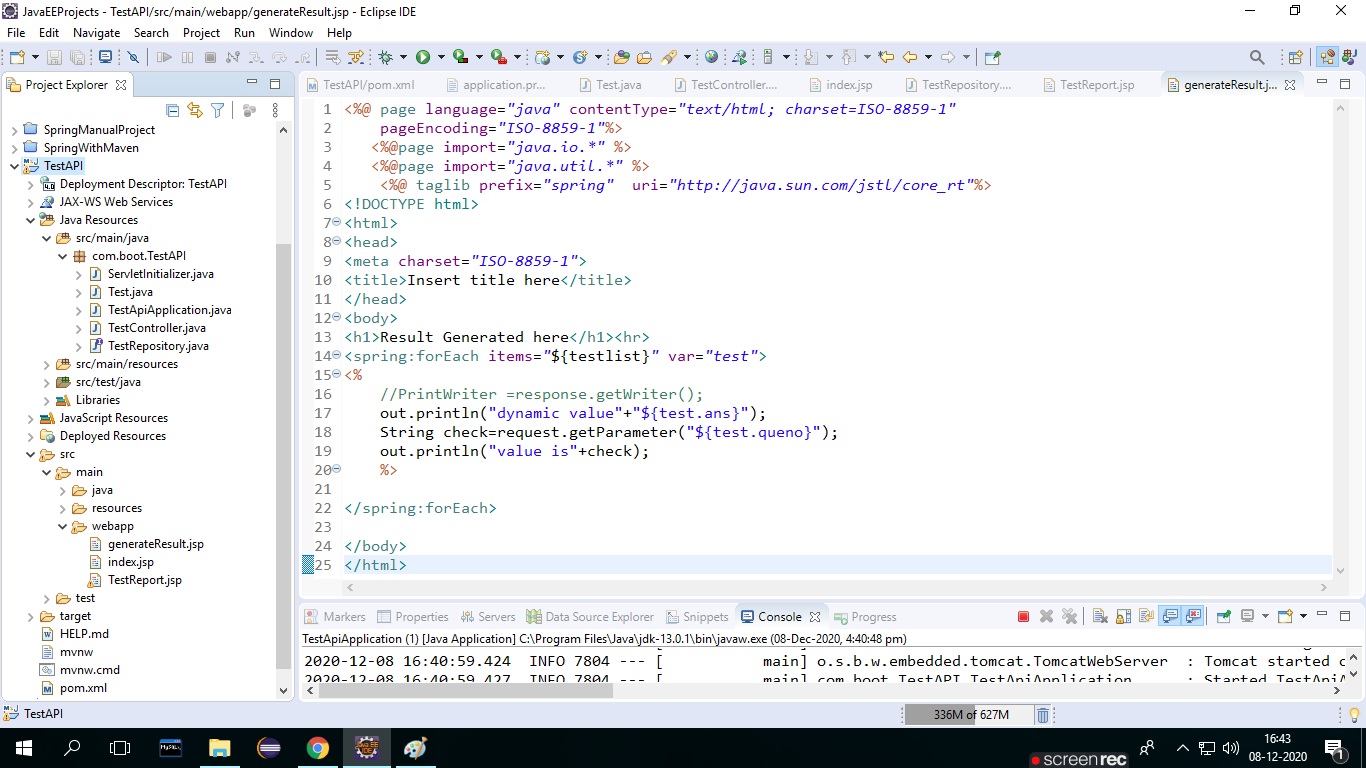 JavaEEProjects - TestAPI/src/main/webapp/generateResult.jsp - Eclipse IDE
File Edit Navigate Search Project Run Window Help
Project Explorer
SpringManualProject
SpringWithMaven
TestAPI
Deployment Descriptor: TestAPI
JAX-WS Web Services
Java Resources
src/main/java
com.boot.TestAPI
ServletInitializer.java
Test.java
TestApiApplication.java
TestController.java
TestRepository.java
src/main/resources
src/test/java
Libraries
JavaScript Resources
Deployed Resources
src
main
java
resources
webapp
generateResult.jsp
index.jsp
TestReport.jsp
test
target
HELP.md
mvnw
mvnw.cmd
pom.xml
TestAPI/pom.xml application.pr... Test.java TestController.... index.jsp TestRepository.... TestReport.jsp generateResult.j...
1 <%@ page language="java" contentType="text/html; charset=ISO-8859-1"
2 pageEncoding="ISO-8859-1"%>
3 <%@page import="java.io.*" %>
4 <%@page import="java.util.*" %>
5 <%@ taglib prefix="spring"  uri="http://java.sun.com/jstl/core_rt"%>
6 <!DOCTYPE html>
7 <html>
8 <head>
9 <meta charset="ISO-8859-1">
10 <title>Insert title here</title>
11 </head>
12 <body>
13 <h1>Result Generated here</h1><hr>
14 <spring:forEach items="${testlist}" var="test">
15 <%
16 //PrintWriter =response.getWriter();
17 out.println("dynamic value"+"${test.ans}");
18 String check=request.getParameter("${test.queno}");
19 out.println("value is"+check);
20 %>
21
22 </spring:forEach>
23
24 </body>
25 </html>
Markers Properties Servers Data Source Explorer Snippets Console Progress
TestApiApplication (1) [Java Application] C:\Program Files\Java\jdk-13.0.1\bin\javaw.exe (08-Dec-2020, 4:40:48 pm)
2020-12-08 16:40:59.424  INFO 7804 --- [ main] o.s.b.w.embedded.tomcat.TomcatWebServer  : Tomcat started
2020-12-08 16:40:59.427  INFO 7804 --- [ main] com.boot.TestAPI.TestApiApplication : Started TestApiA
TestAPI
336M of 627M
MySQL
JAVA EE
IDE
screenrec
16:43
08-12-2020
1